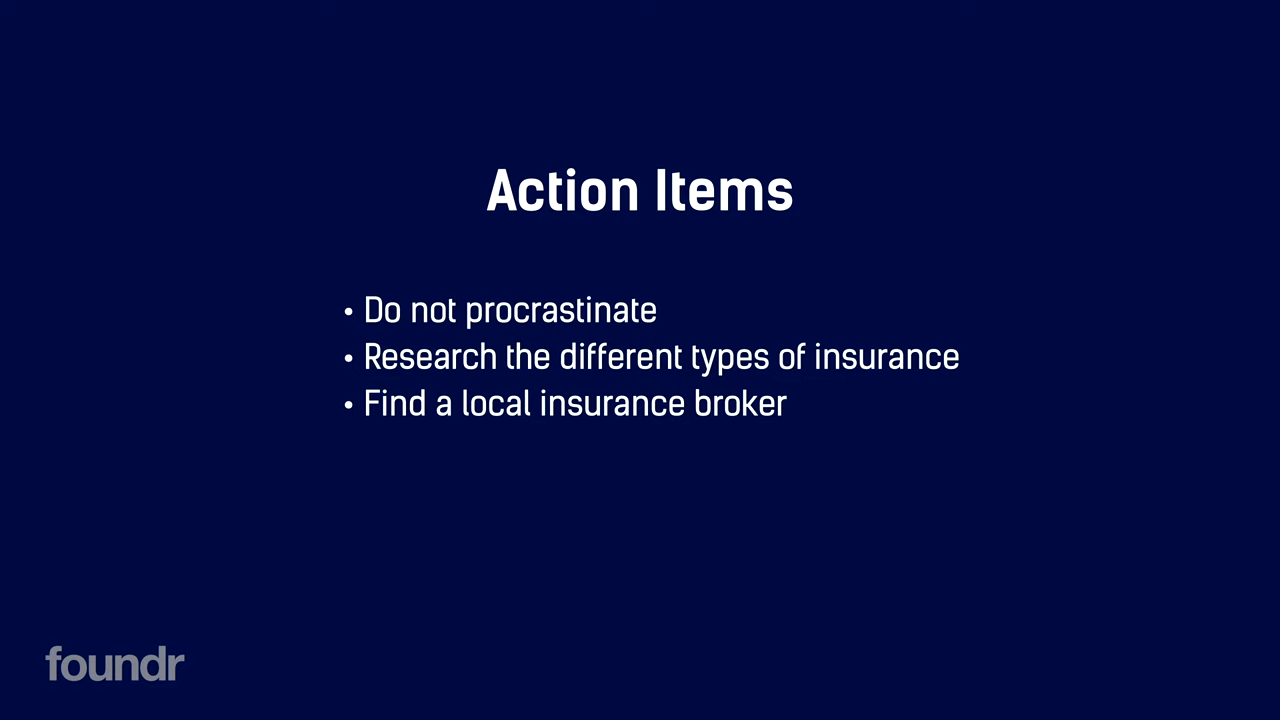 Action Items
• Do not procrastinate
• Research the different types of insurance
• Find a local insurance broker
foundr